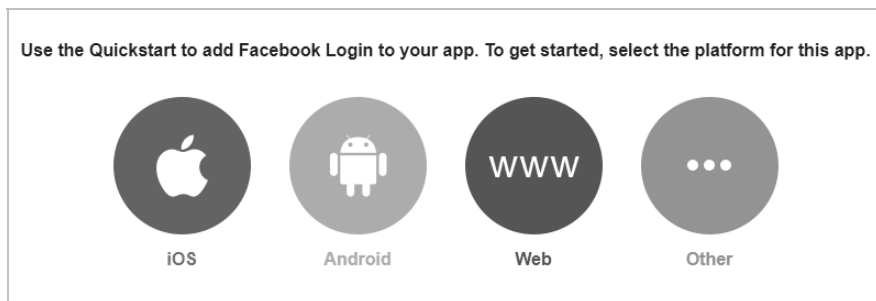 Use the Quickstart to add Facebook Login to your app. To get started, select the platform for this app.
www
iOS
Android
Web
Other